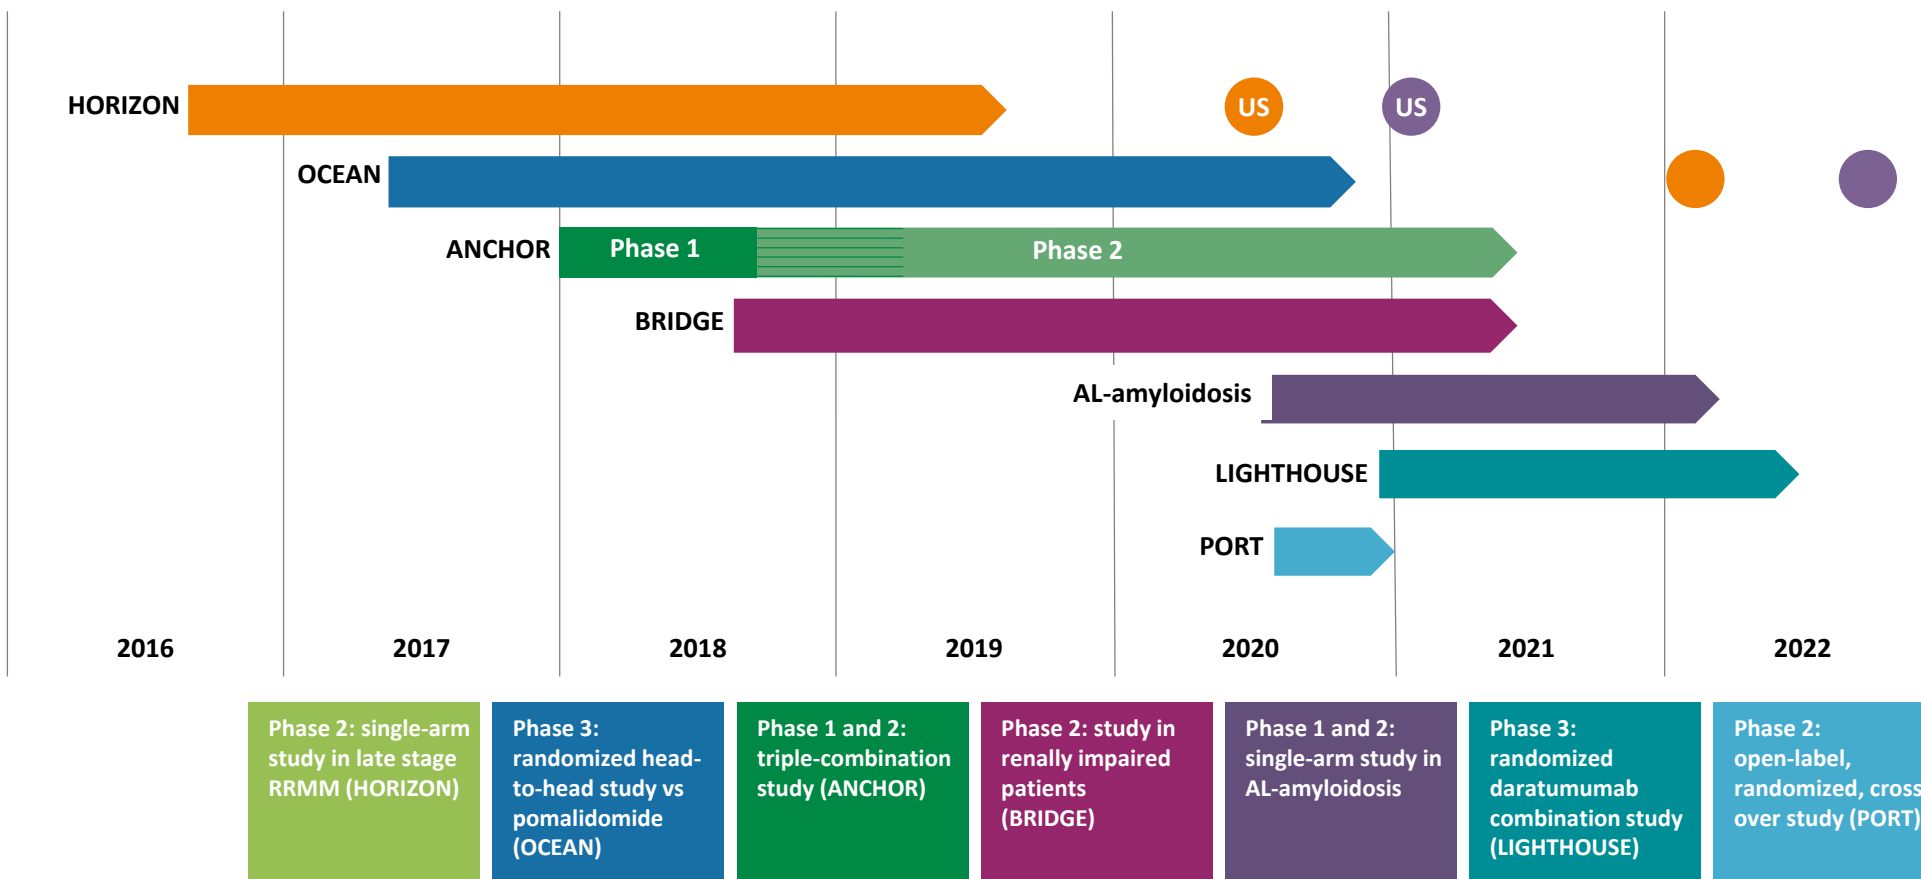 HORIZON
US
US
OCEAN
ANCHOR
Phase 1
Phase 2
BRIDGE
AL-amyloidosis
LIGHTHOUSE
PORT
2016
2017
2018
2019
2020
2021
2022
Phase 2: single-arm
study in late stage
RRMM (HORIZON)
Phase 3:
randomized head-
to-head study vs
pomalidomide
(OCEAN)
Phase 1 and 2:
triple-combination
study (ANCHOR)
Phase 2: study in
renally impaired
patients
(BRIDGE)
Phase 1 and 2:
single-arm study in
AL-amyloidosis
Phase 3:
randomized
daratumumab
combination study
(LIGHTHOUSE)
Phase 2:
open-label,
randomized, cross
over study (PORT)